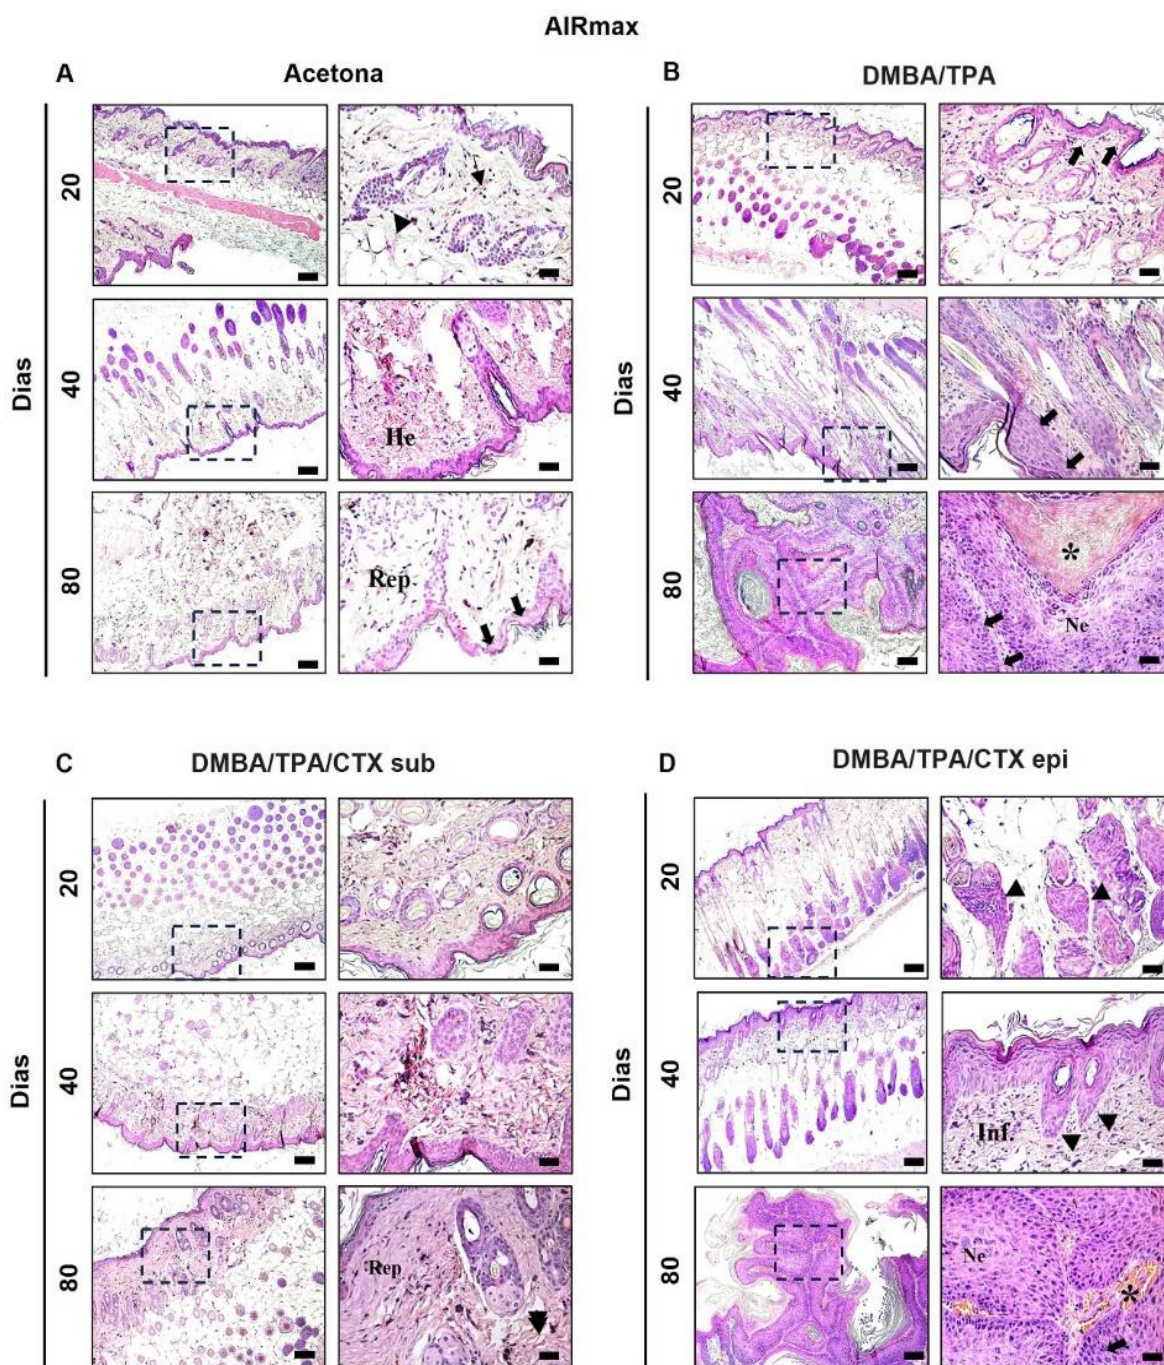 AIRmax
A Acetona
Dias
20
40
He
80
Rep
B DMBA/TPA
Dias
20
40
80
*
Ne
C DMBA/TPA/CTX sub
Dias
20
40
80
Rep
D DMBA/TPA/CTX epi
Dias
20
40
Inf.
80
Ne
*